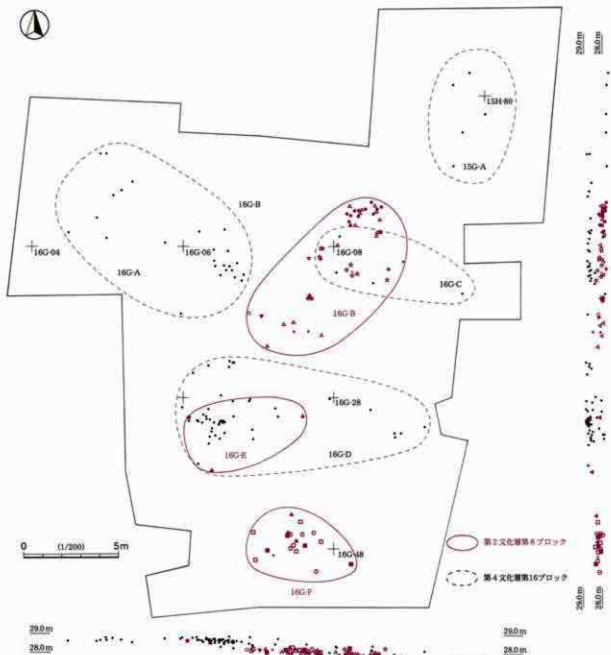 29.0m
28.0m
15H-80
15G-A
16G-B
16G-04
16G-06
16G-08
16G-A
16G-C
16G-B
16G-28
16G-E
16G-D
16G-48
16G-F
0 (1/200) 5m
第2文化層第8ブロック
第4文化層第16ブロック
29.0m
28.0m
29.0m
28.0m
29.0m
28.0m